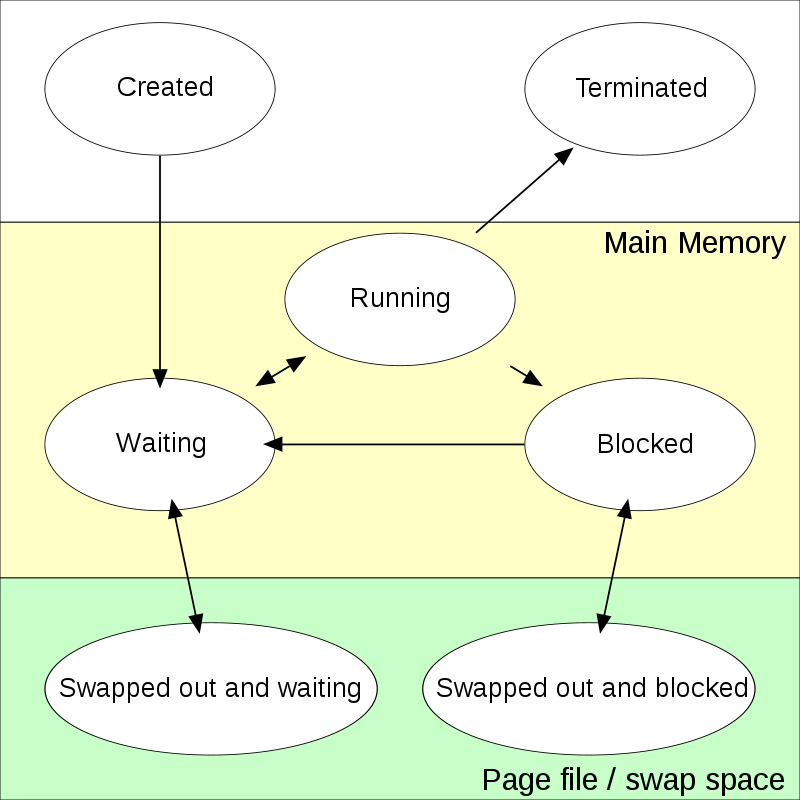 Created
Terminated
Main Memory
Running
Waiting
Blocked
Swapped out and waiting
Swapped out and blocked
Page file / swap space